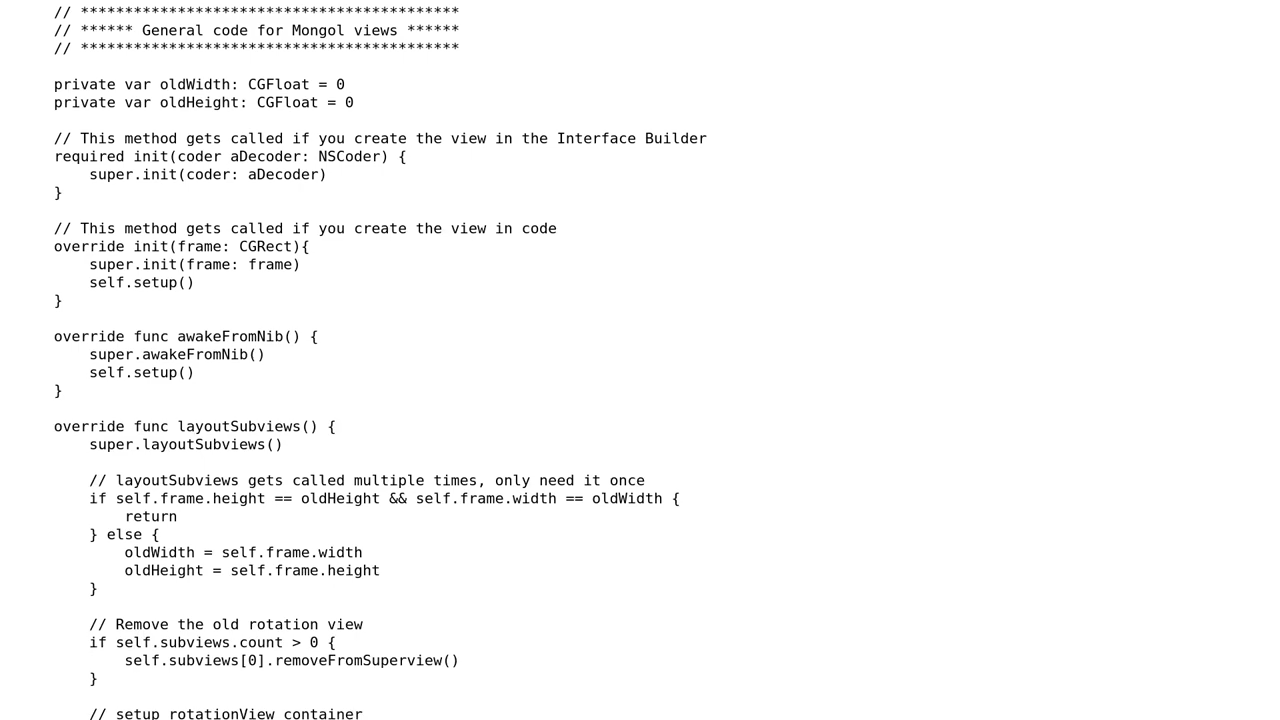 // *******************************************
// ****** General code for Mongol views ******
// *******************************************
private var oldWidth: CGFloat = 0
private var oldHeight: CGFloat = 0
// This method gets called if you create the view in the Interface Builder
required init(coder aDecoder: NSCoder) {
super.init(coder: aDecoder)
}
// This method gets called if you create the view in code
override init(frame: CGRect){
super.init(frame: frame)
self.setup()
}
override func awakeFromNib() {
super.awakeFromNib()
self.setup()
}
override func layoutSubviews() {
super.layoutSubviews()
// layoutSubviews gets called multiple times, only need it once
if self.frame.height == oldHeight && self.frame.width == oldWidth {
return
} else {
oldWidth = self.frame.width
oldHeight = self.frame.height
}
// Remove the old rotation view
if self.subviews.count > 0 {
self.subviews[0].removeFromSuperview()
}
// setup rotationView container